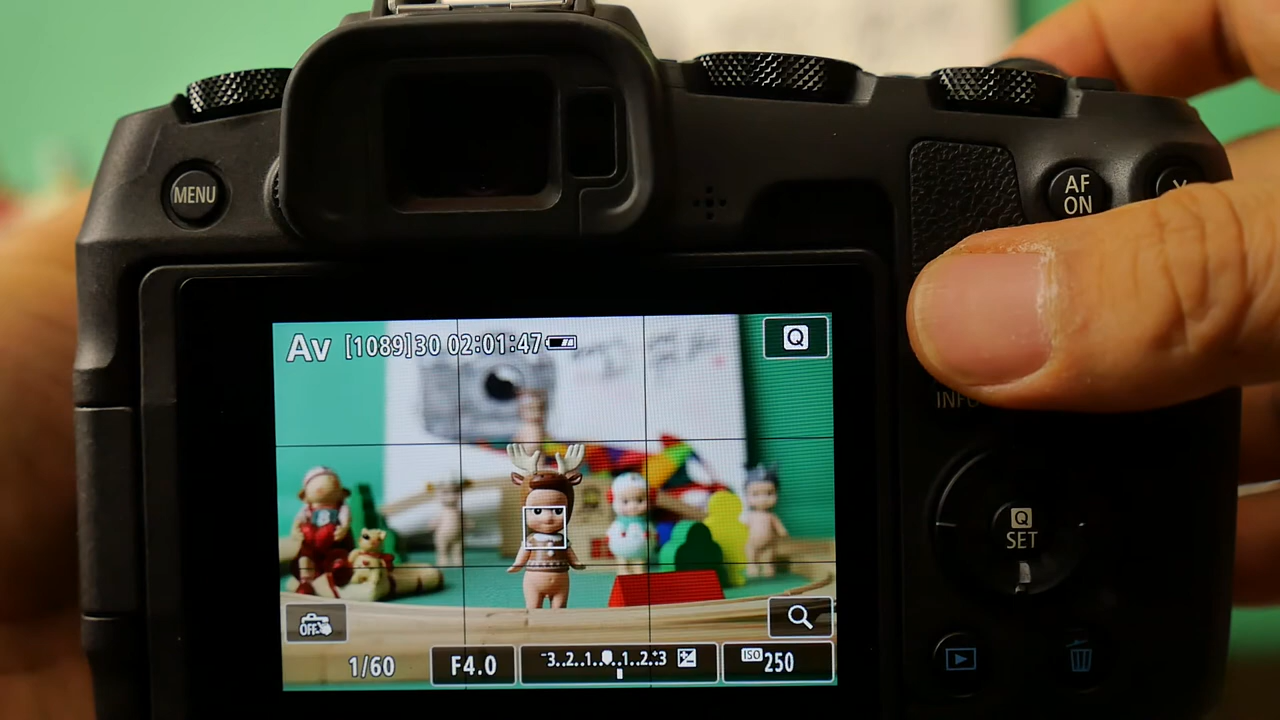 MENU
AF
ON
Av [1089]30 02:01:47
Q
INFO
Q
SET
OFF
1/60 F4.0 -3..2..1..0..1..2.:3 ISO 250